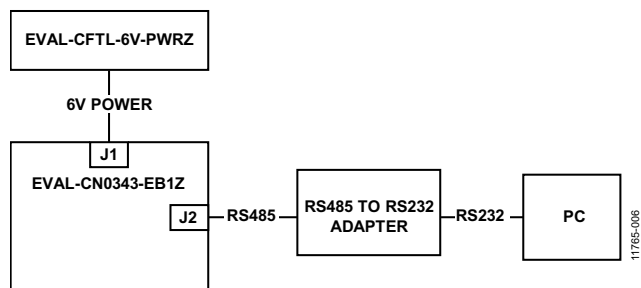 EVAL-CFTL-6V-PWRZ
6V POWER
J1
EVAL-CN0343-EB1Z
J2
RS485
RS485 TO RS232
ADAPTER
RS232
PC
11765-006